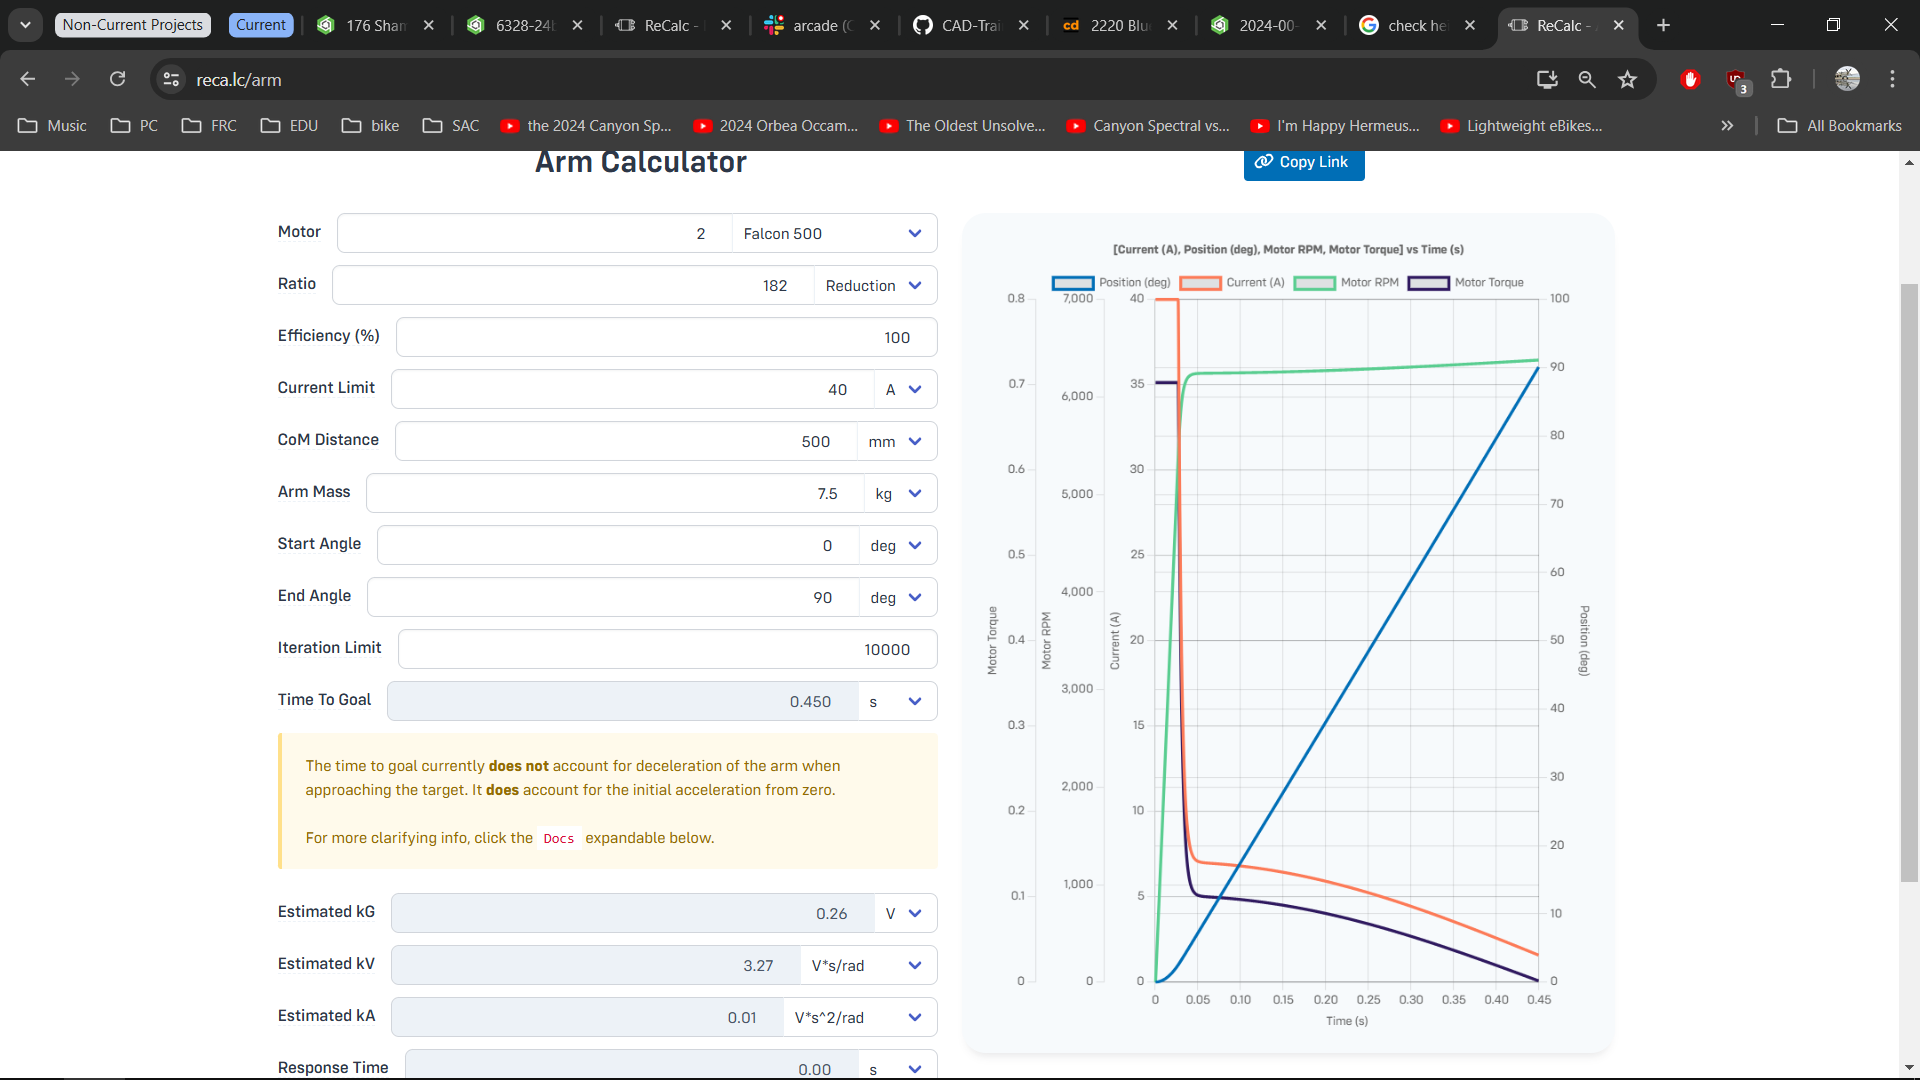 Non-Current Projects
Current
176 Sham
6328-24b
ReCalc -
arcade (C
CAD-Trai
cd 2220 Blu
2024-00-
check he
ReCalc - A
reca.lc/arm
3
Music
PC
FRC
EDU
bike
SAC
the 2024 Canyon Sp...
2024 Orbea Occam...
The Oldest Unsolve...
Canyon Spectral vs...
I'm Happy Hermeus...
Lightweight eBikes...
All Bookmarks
Arm Calculator
Copy Link
Motor 2 Falcon 500
Ratio 182 Reduction
Efficiency (%) 100
Current Limit 40 A
CoM Distance 500 mm
Arm Mass 7.5 kg
Start Angle 0 deg
End Angle 90 deg
Iteration Limit 10000
Time To Goal 0.450 s
The time to goal currently does not account for deceleration of the arm when
approaching the target. It does account for the initial acceleration from zero.
For more clarifying info, click the Docs expandable below.
Estimated kG 0.26 V
Estimated kV 3.27 V*s/rad
Estimated kA 0.01 V*s^2/rad
Response Time 0.00 s
[Current (A), Position (deg), Motor RPM, Motor Torque] vs Time (s)
Position (deg) Current (A) Motor RPM Motor Torque
Motor Torque
0.8
0.7
0.6
0.5
0.4
0.3
0.2
0.1
0
Motor RPM
7,000
6,000
5,000
4,000
3,000
2,000
1,000
0
Current (A)
40
35
30
25
20
15
10
5
0
100
90
80
70
60
50
40
30
20
10
0
Position (deg)
0 0.05 0.10 0.15 0.20 0.25 0.30 0.35 0.40 0.45
Time (s)